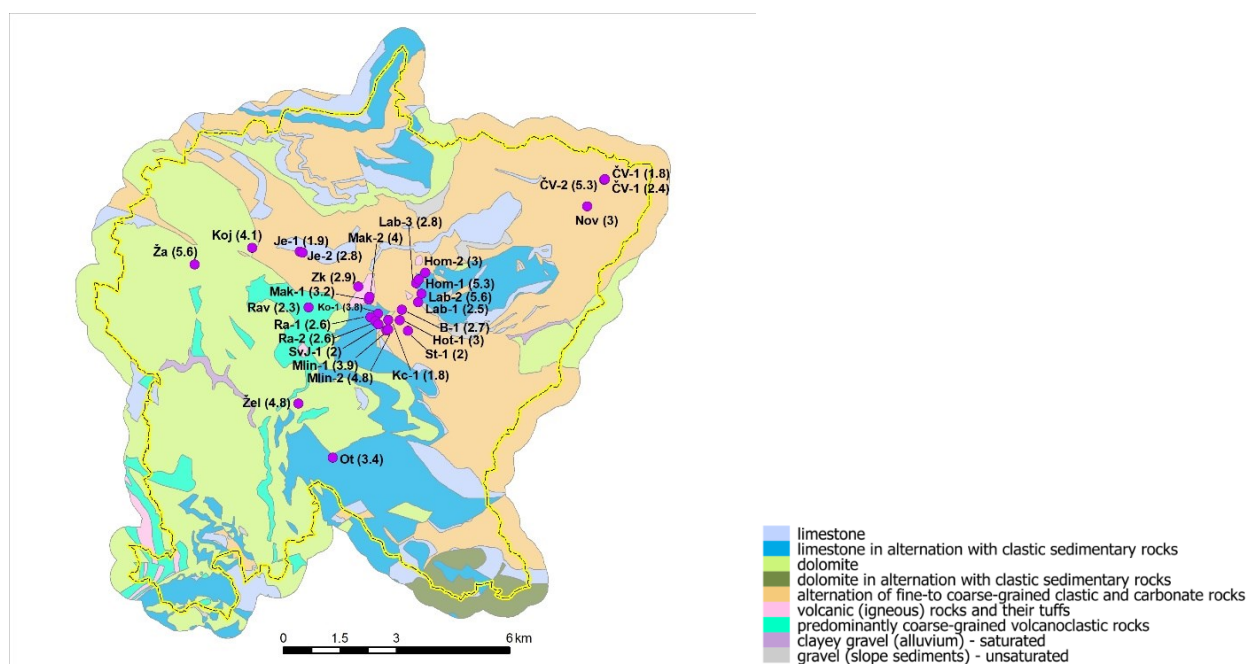 ČV-1 (1.8)
ČV-2 (5.3)
ČV-1 (2.4)
Nov (3)
Lab-3 (2.8)
Mak-2 (4)
Koj (4.1)
Je-1 (1.9)
Ža (5.6)
Je-2 (2.8)
Hom-2 (3)
Zk (2.9)
Hom-1 (5.3)
Mak-1 (3.2)
Lab-2 (5.6)
Rav (2.3)
Ko-1 (3.8)
Lab-1 (2.5)
Ra-1 (2.6)
B-1 (2.7)
Ra-2 (2.6)
Hot-1 (3)
SvJ-1 (2)
St-1 (2)
Mlin-1 (3.9)
Mlin-2 (4.8)
Kc-1 (1.8)
Žel (4.8)
Ot (3.4)
0 1.5 3 6 km
limestone
limestone in alternation with clastic sedimentary rocks
dolomite
dolomite in alternation with clastic sedimentary rocks
alternation of fine-to coarse-grained clastic and carbonate rocks
volcanic (igneous) rocks and their tuffs
predominantly coarse-grained volcanoclastic rocks
clayey gravel (alluvium) - saturated
gravel (slope sediments) - unsaturated